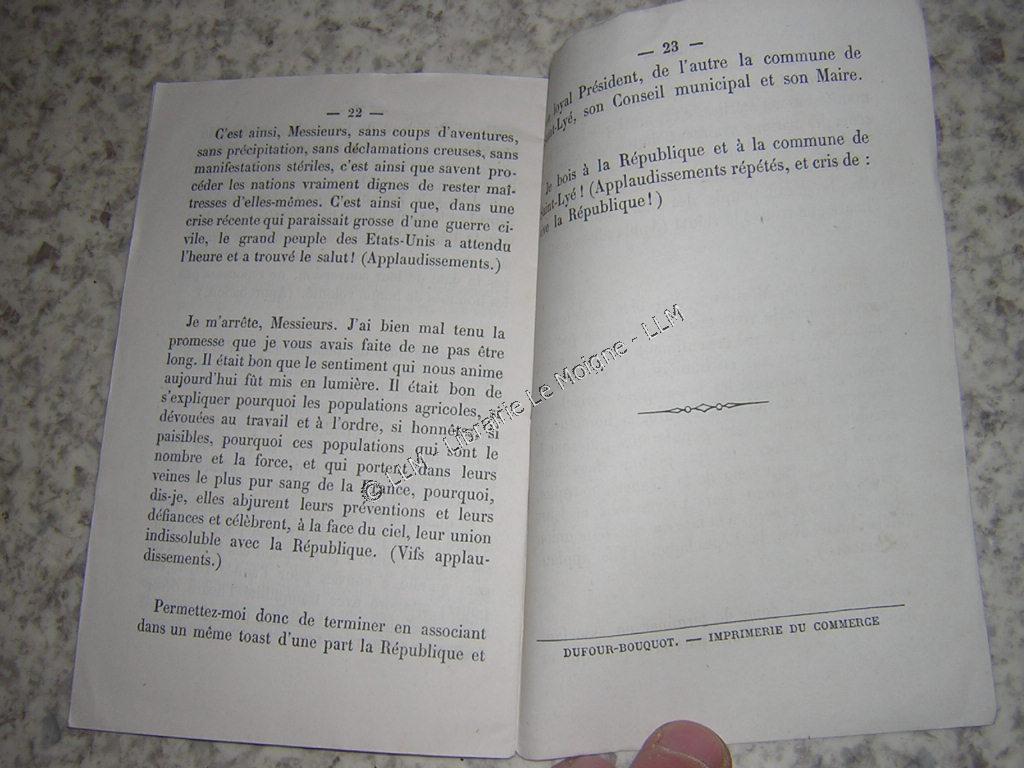 — 22 —
C'est ainsi, Messieurs, sans coups d'aventures,
sans précipitation, sans déclamations creuses, sans
manifestations stériles, c'est ainsi que savent pro-
céder les nations vraiment dignes de rester maî-
tresses d'elles-mêmes. C'est ainsi que, dans une
crise récente qui paraissait grosse d'une guerre ci-
vile, le grand peuple des Etats-Unis a attendu
l'heure et a trouvé le salut! (Applaudissements.)
Je m'arrête, Messieurs. J'ai bien mal tenu la
promesse que je vous avais faite de ne pas être
long. Il était bon que le sentiment qui nous anime
aujourd'hui fût mis en lumière. Il était bon de
s'expliquer pourquoi les populations agricoles, si
dévouées au travail et à l'ordre, si honnêtes, si
paisibles, pourquoi ces populations qui sont le
nombre et la force, et qui portent dans leurs
veines le plus pur sang de la France, pourquoi,
dis-je, elles abjurent leurs préventions et leurs
défiances et célèbrent, à la face du ciel, leur union
indissoluble avec la République. (Vifs applau-
dissements.)
Permettez-moi donc de terminer en associant
dans un même toast d'une part la République et
— 23 —
loyal Président, de l'autre la commune de
Saint-Lyé, son Conseil municipal et son Maire.
Je bois à la République et à la commune de
Saint-Lyé! (Applaudissements répétés, et cris de :
la République!)
DUFOUR-BOUQUOT. — IMPRIMERIE DU COMMERCE
© LLM - Librairie Le Moigne - LLM